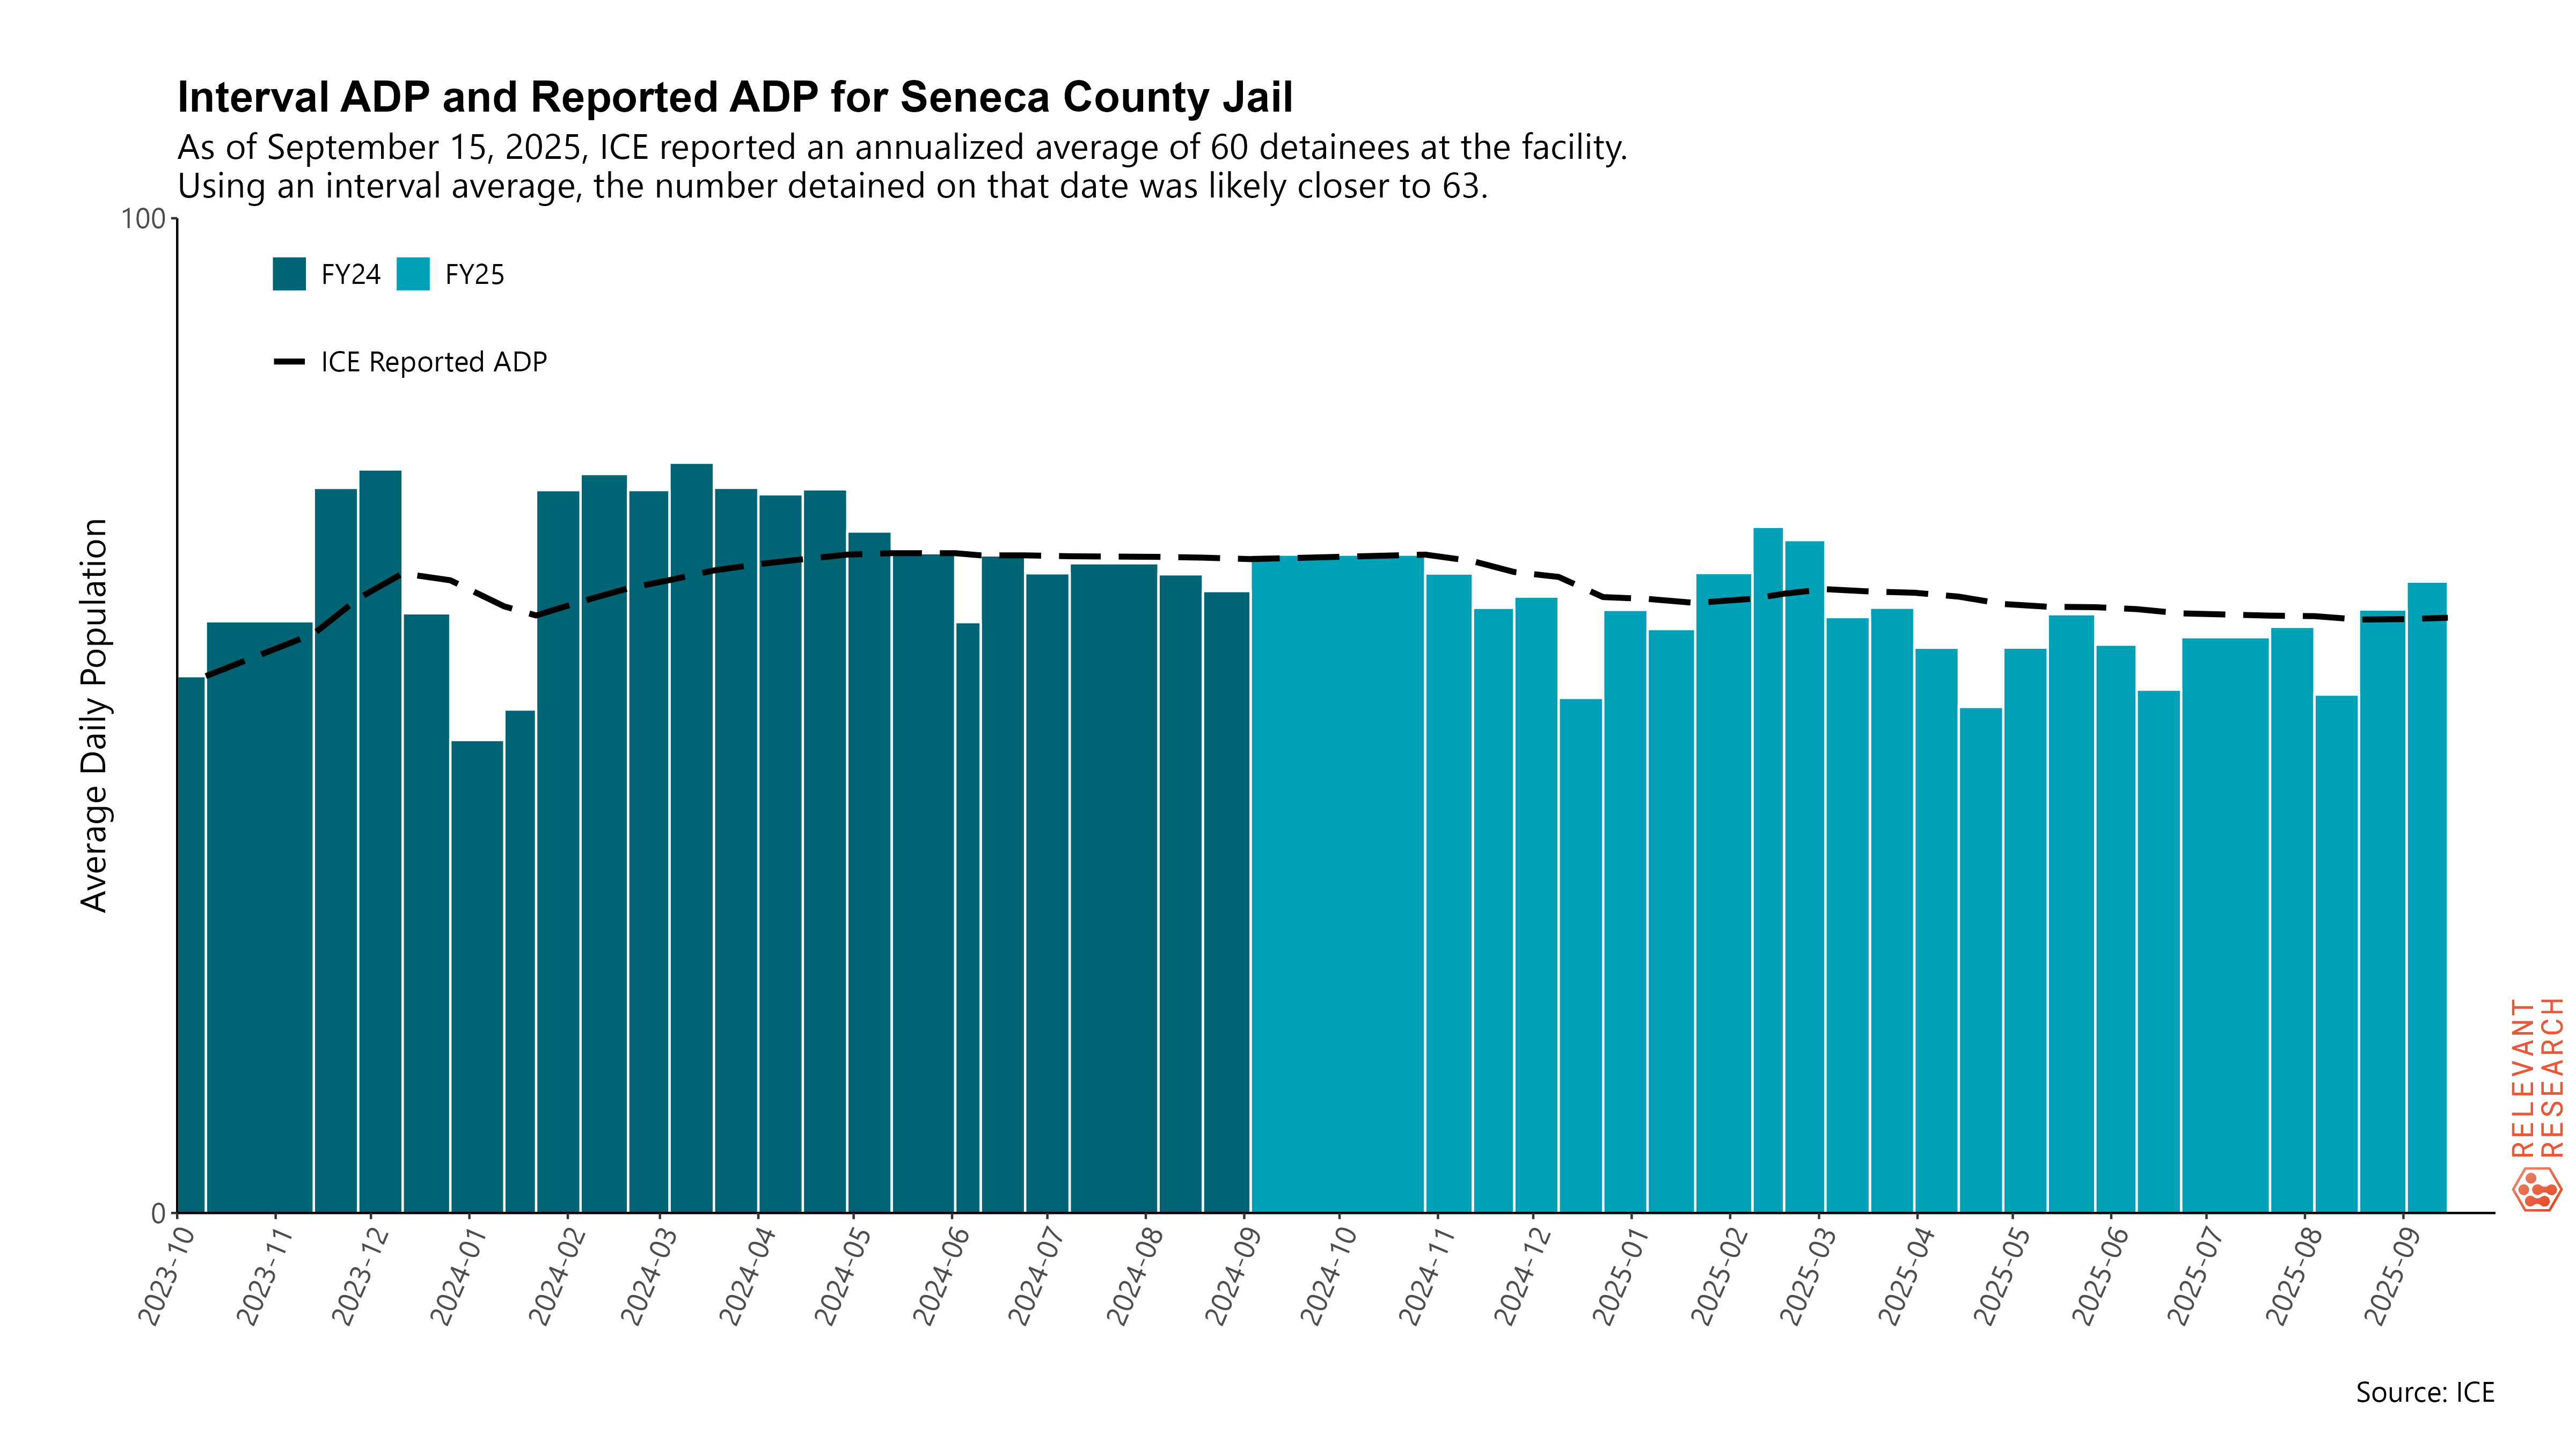 Interval ADP and Reported ADP for Seneca County Jail
As of September 15, 2025, ICE reported an annualized average of 60 detainees at the facility.
Using an interval average, the number detained on that date was likely closer to 63.
100
FY24 FY25
ICE Reported ADP
Average Daily Population
0
2023-10
2023-11
2023-12
2024-01
2024-02
2024-03
2024-04
2024-05
2024-06
2024-07
2024-08
2024-09
2024-10
2024-11
2024-12
2025-01
2025-02
2025-03
2025-04
2025-05
2025-06
2025-07
2025-08
2025-09
RELEVANT
RESEARCH
Source: ICE